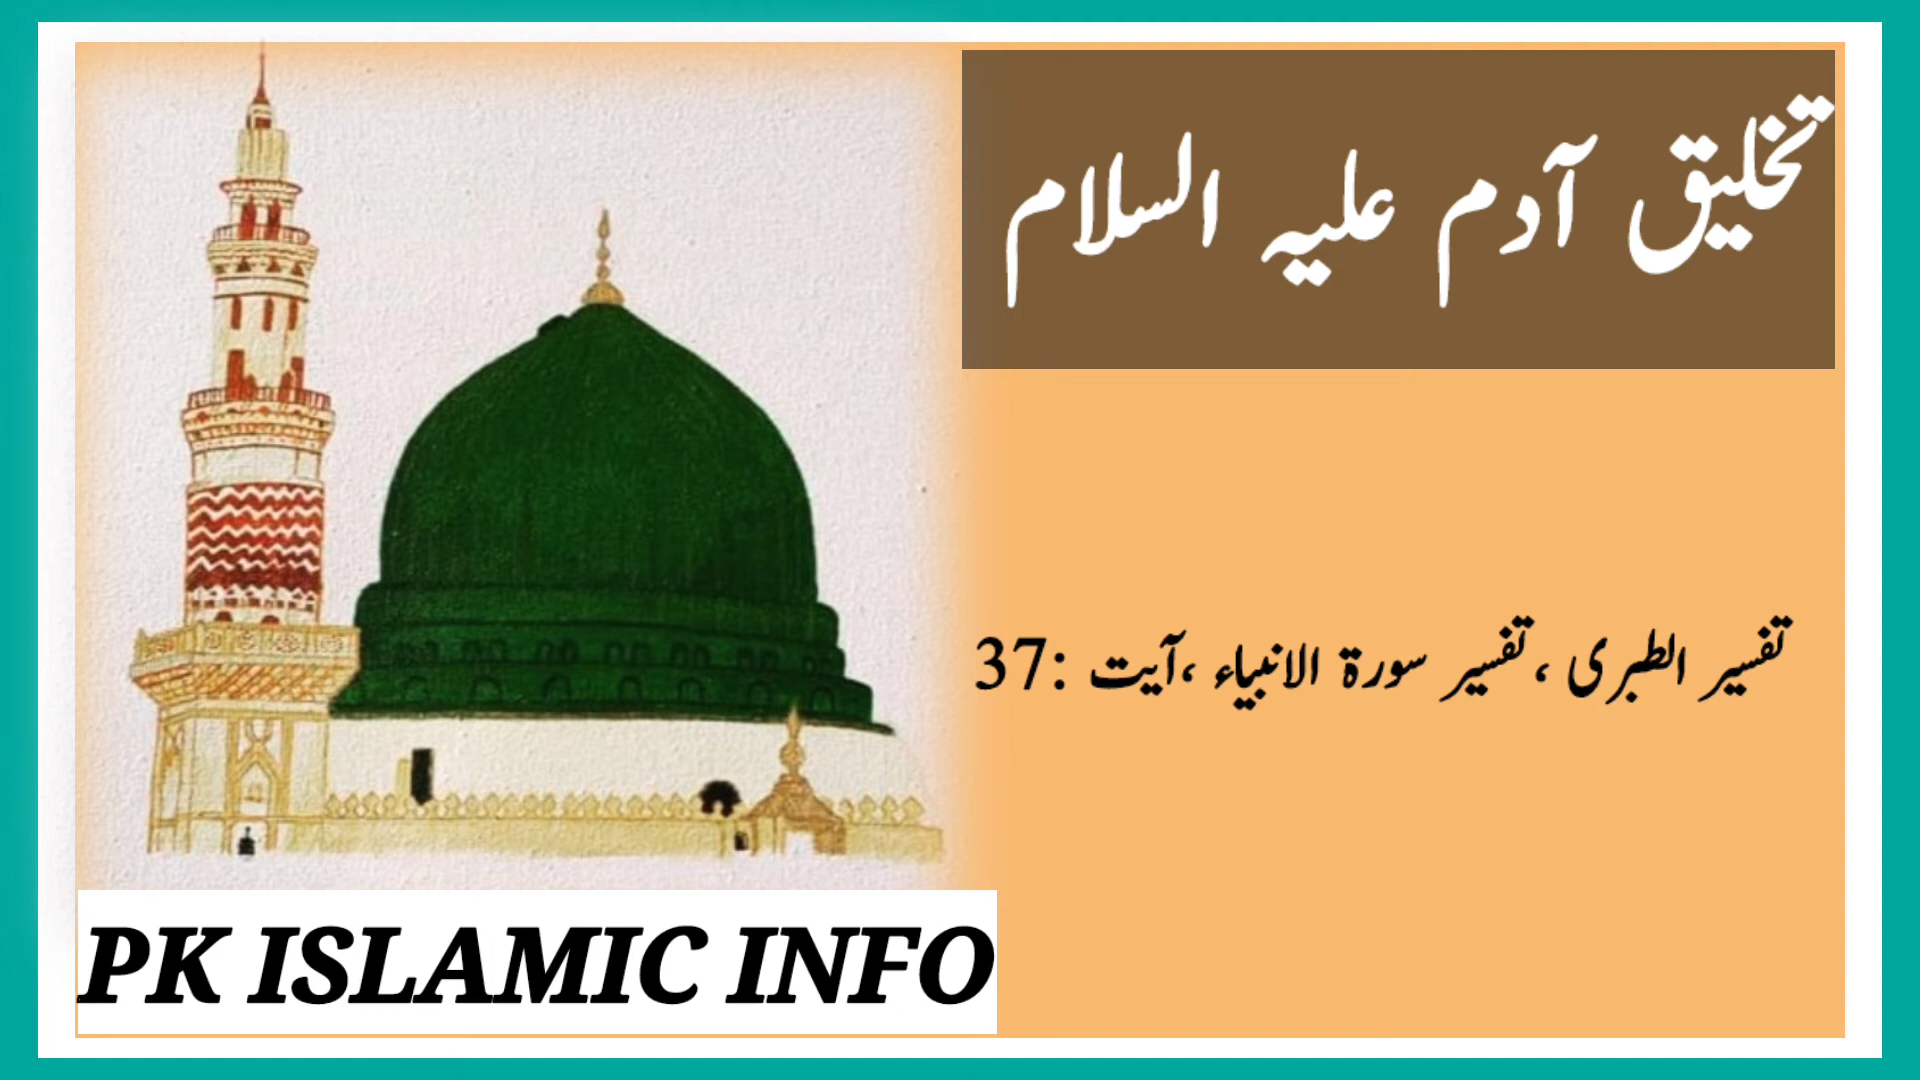 تخلیق آدم علیہ السلام
تفسیر الطبری ،تفسیر سورۃ الانبیاء ،آیت :37
PK ISLAMIC INFO